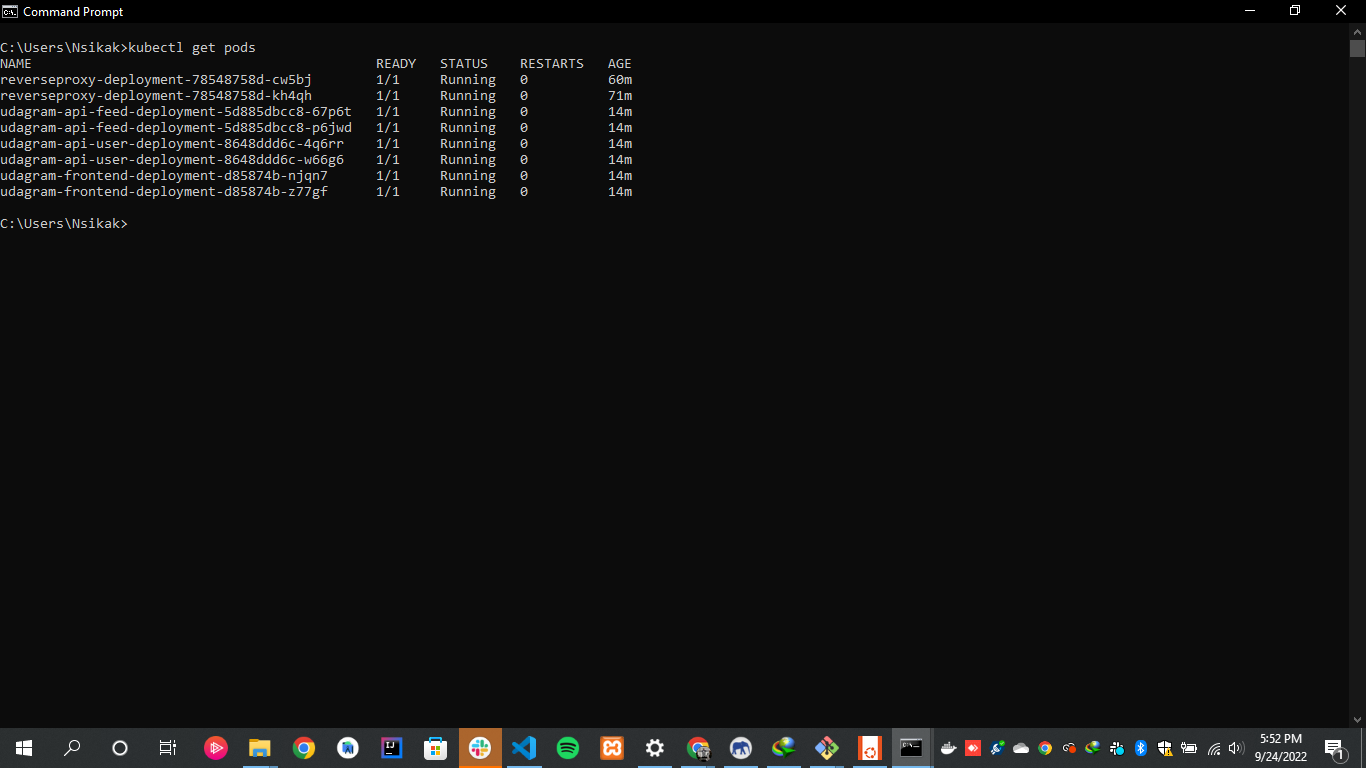 Command Prompt
C:\Users\Nsikak>kubectl get pods
NAME READY STATUS RESTARTS AGE
reverseproxy-deployment-78548758d-cw5bj 1/1 Running 0 60m
reverseproxy-deployment-78548758d-kh4qh 1/1 Running 0 71m
udagram-api-feed-deployment-5d885dbcc8-67p6t 1/1 Running 0 14m
udagram-api-feed-deployment-5d885dbcc8-p6jwd 1/1 Running 0 14m
udagram-api-user-deployment-8648ddd6c-4q6rr 1/1 Running 0 14m
udagram-api-user-deployment-8648ddd6c-w66g6 1/1 Running 0 14m
udagram-frontend-deployment-d85874b-njqn7 1/1 Running 0 14m
udagram-frontend-deployment-d85874b-z77gf 1/1 Running 0 14m
C:\Users\Nsikak>
5:52 PM
9/24/2022
1